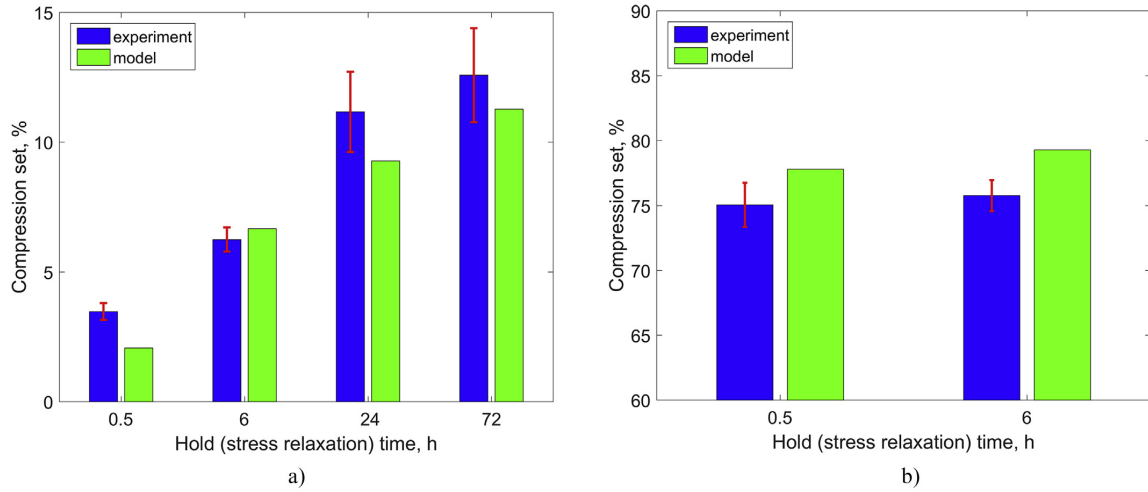 15
10
5
0
Compression set, %
experiment
model
0.5 6 24 72
Hold (stress relaxation) time, h
a)
90
85
80
75
70
65
60
Compression set, %
experiment
model
0.5 6
Hold (stress relaxation) time, h
b)